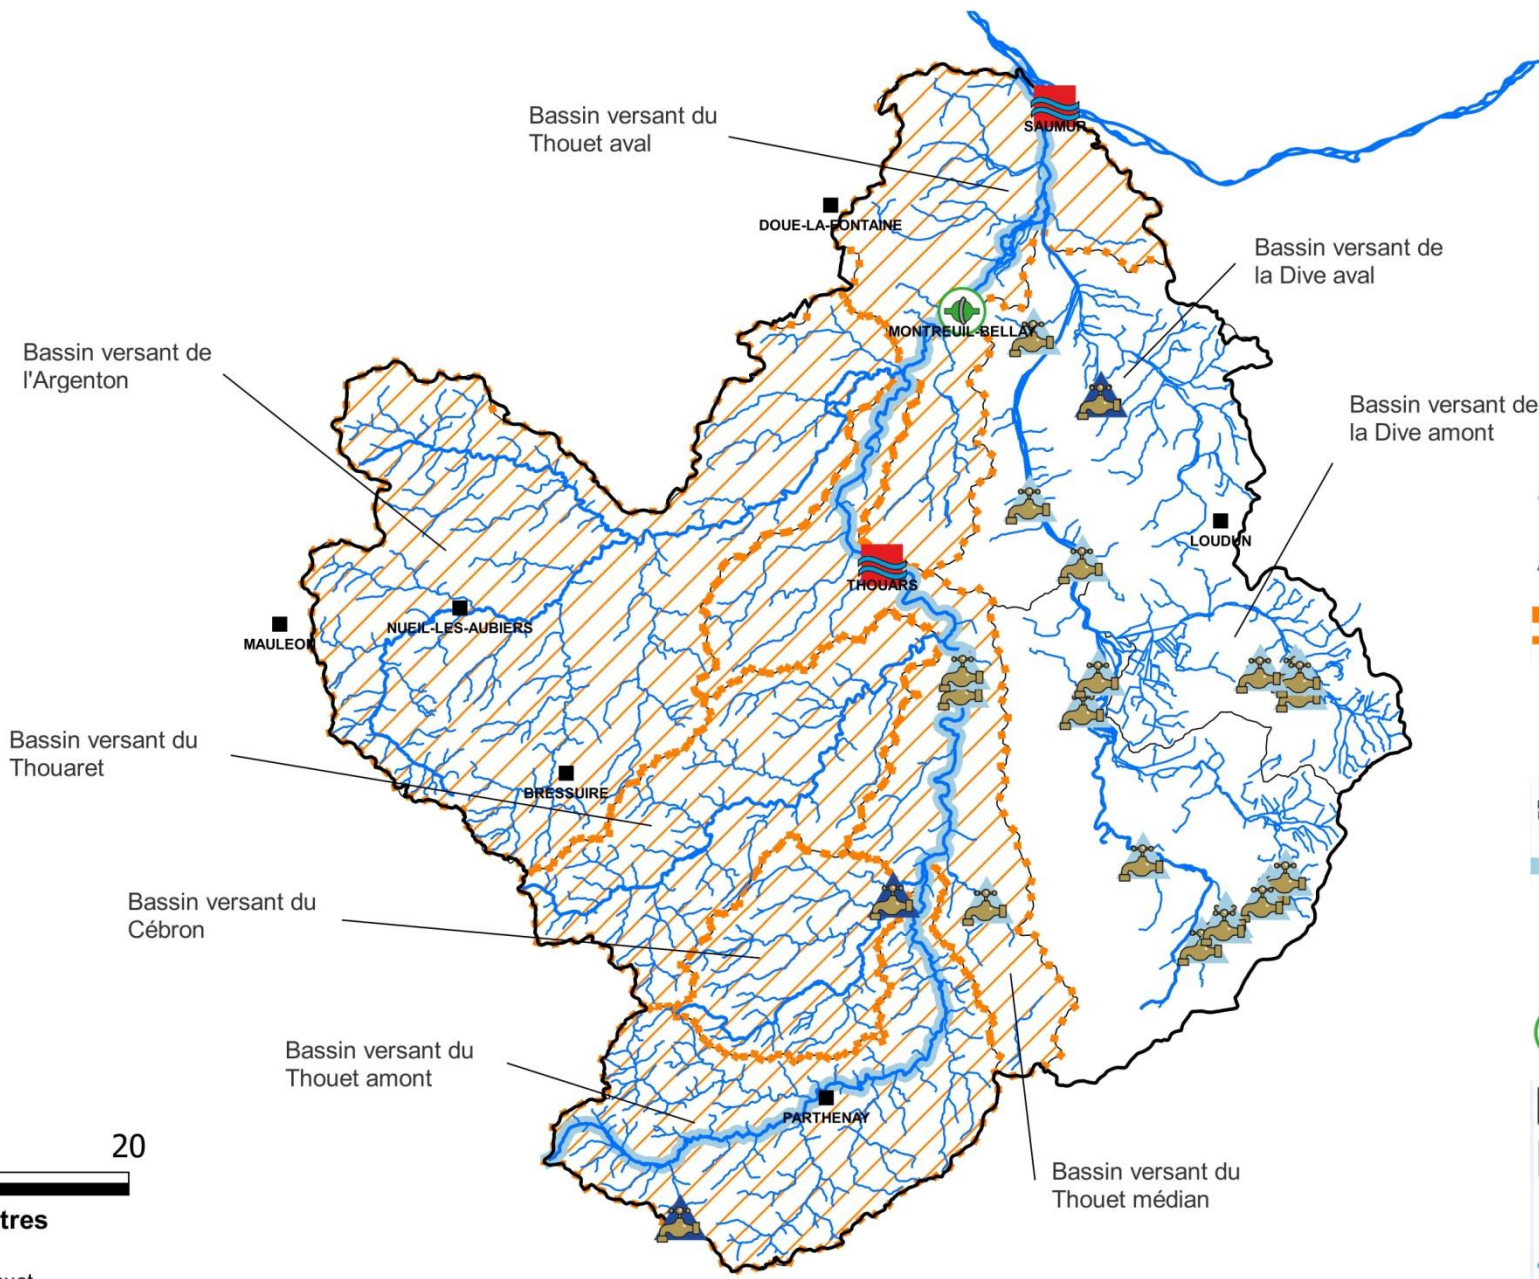 Bassin versant du
Thouet aval
SAUMUR
DOUE-LA-FONTAINE
Bassin versant de
la Dive aval
MONTREUIL-BELLAY
Bassin versant de
l'Argenton
Bassin versant de
la Dive amont
LOUDUN
THOUARS
NUEIL-LES-AUBIERS
MAULEON
Bassin versant du
Thouaret
BRESSUIRE
Bassin versant du
Cébron
Bassin versant du
Thouet amont
PARTHENAY
20
tres
Bassin versant du
Thouet médian